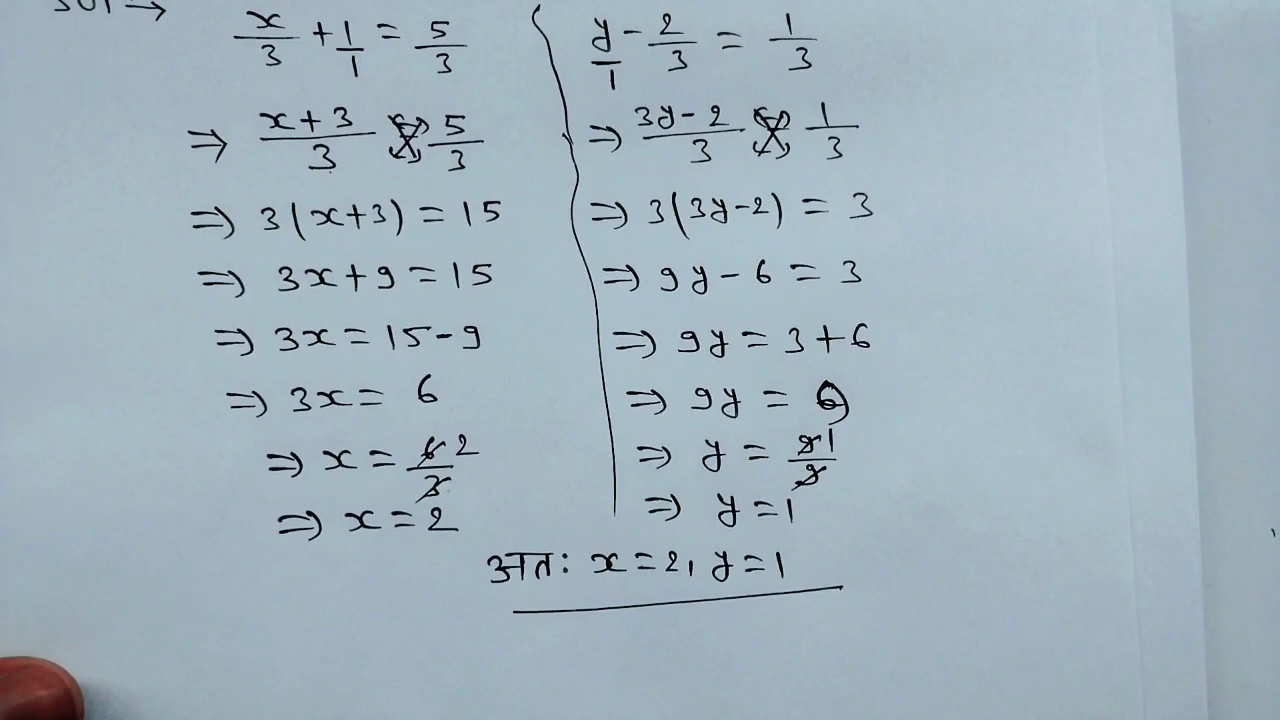 Sol →
x/3 + 1/1 = 5/3
⇒ (x+3)/3 = 5/3
⇒ 3(x+3) = 15
⇒ 3x+9 = 15
⇒ 3x = 15-9
⇒ 3x = 6
⇒ x = 6/3 2
⇒ x = 2
y/1 - 2/3 = 1/3
⇒ (3y-2)/3 = 1/3
⇒ 3(3y-2) = 3
⇒ 9y - 6 = 3
⇒ 9y = 3+6
⇒ 9y = 9
⇒ y = 9/9 1
⇒ y = 1
अतः x = 2, y = 1